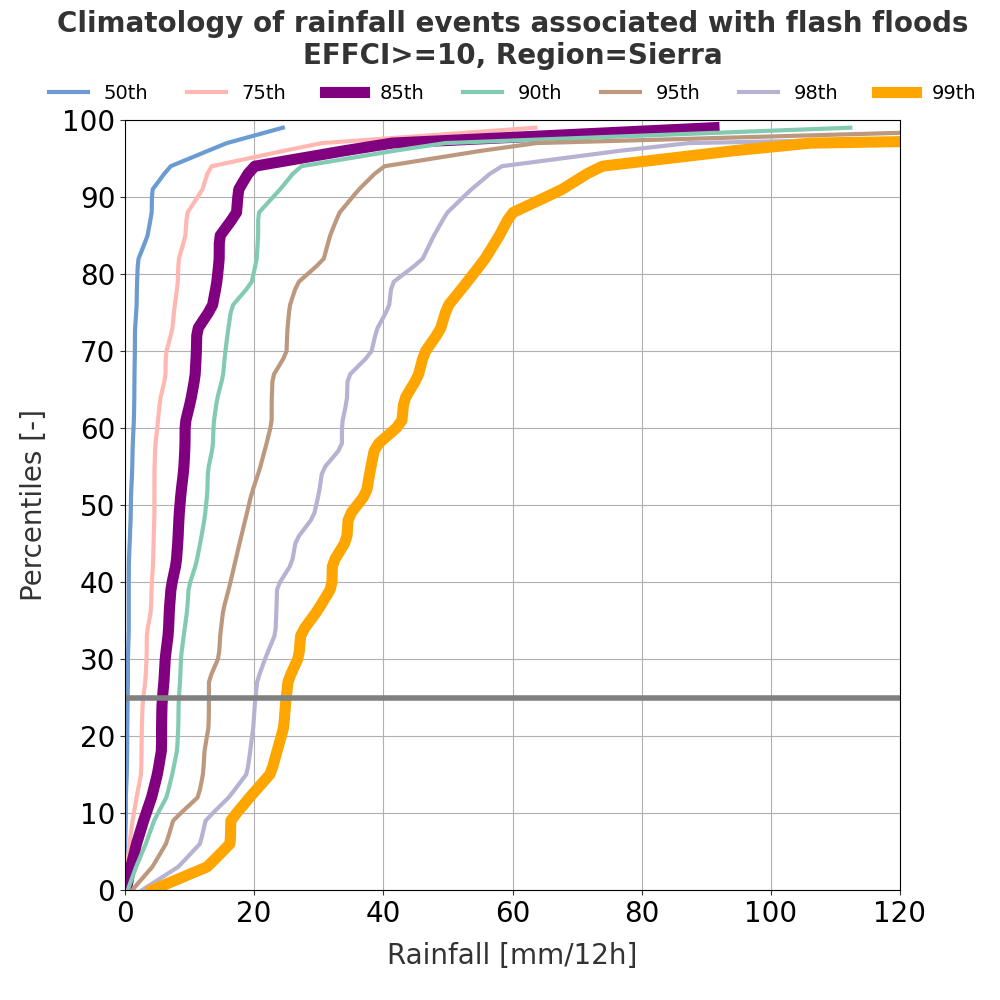 Climatology of rainfall events associated with flash floods
EFFCI>=10, Region=Sierra
50th 75th 85th 90th 95th 98th 99th
100
90
80
70
60
50
40
30
20
10
0
Percentiles [-]
0 20 40 60 80 100 120
Rainfall [mm/12h]